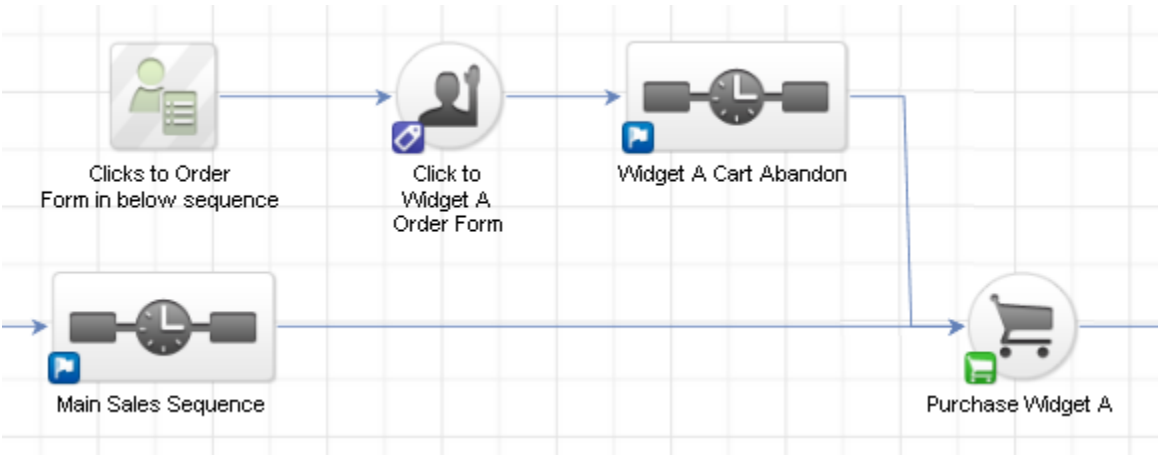 Clicks to Order
Form in below sequence
Click to
Widget A
Order Form
Widget A Cart Abandon
Main Sales Sequence
Purchase Widget A